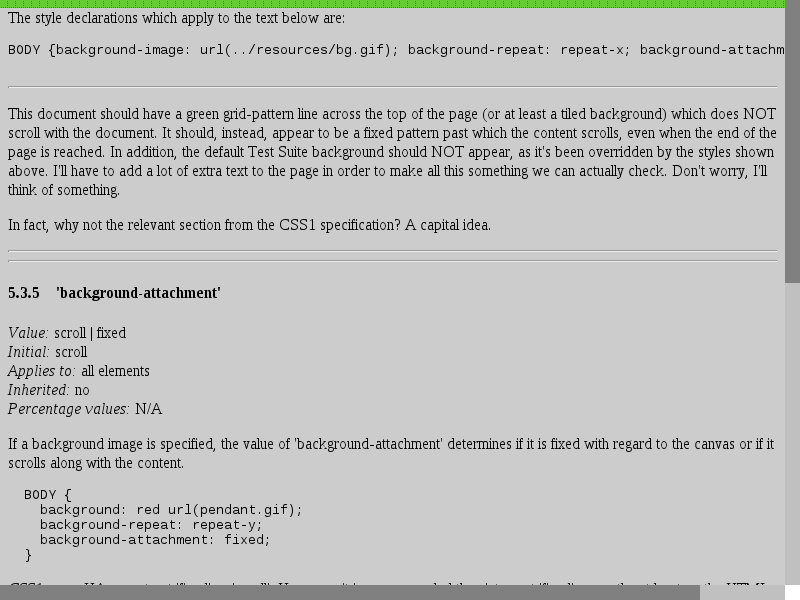 The style declarations which apply to the text below are:
BODY {background-image: url(../resources/bg.gif); background-repeat: repeat-x; background-attachm
This document should have a green grid-pattern line across the top of the page (or at least a tiled background) which does NOT
scroll with the document. It should, instead, appear to be a fixed pattern past which the content scrolls, even when the end of the
page is reached. In addition, the default Test Suite background should NOT appear, as it's been overridden by the styles shown
above. I'll have to add a lot of extra text to the page in order to make all this something we can actually check. Don't worry, I'll
think of something.
In fact, why not the relevant section from the CSS1 specification? A capital idea.
5.3.5 'background-attachment'
Value: scroll | fixed
Initial: scroll
Applies to: all elements
Inherited: no
Percentage values: N/A
If a background image is specified, the value of 'background-attachment' determines if it is fixed with regard to the canvas or if it
scrolls along with the content.
BODY {
background: red url(pendant.gif);
background-repeat: repeat-y;
background-attachment: fixed;
}